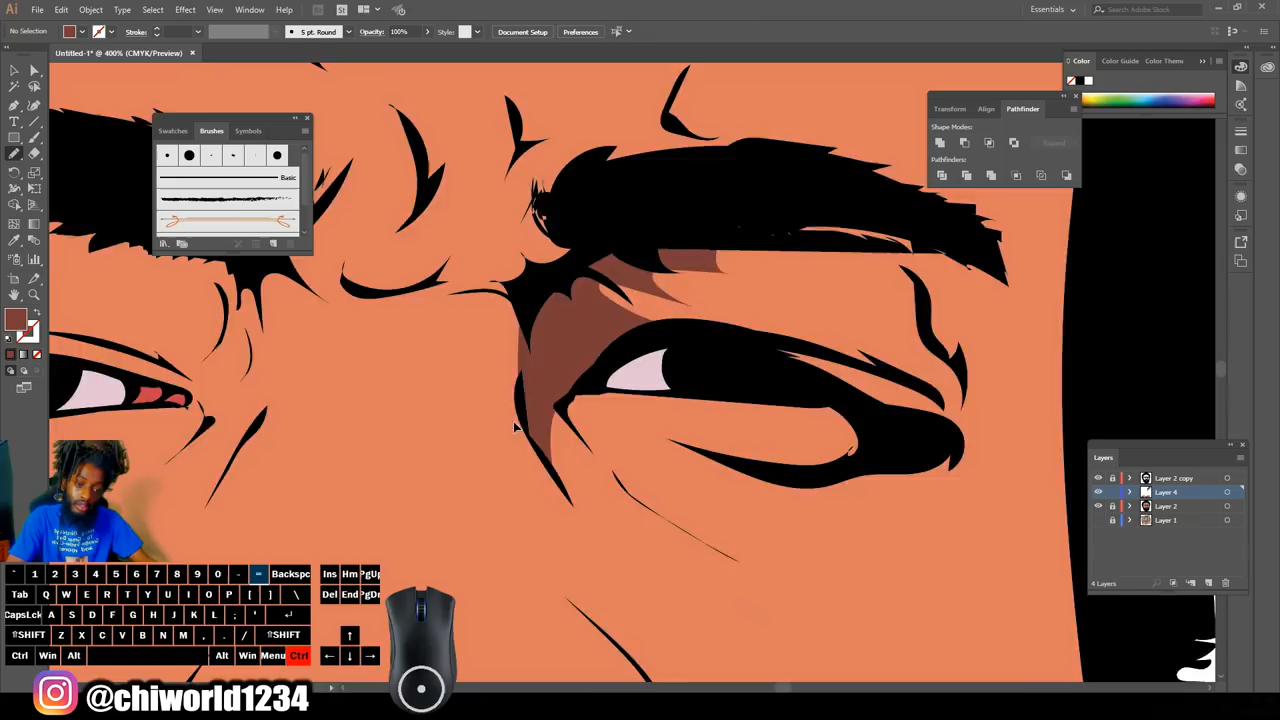 Ai File Edit Object Type Select Effect View Window Help Br St Essentials Search Adobe Stock
No Selection Stroke: 5 pt. Round Opacity: 100% Style: Document Setup Preferences
Untitled-1* @ 400% (CMYK/Preview)
Color Color Guide Color Theme
Transform Align Pathfinder
Shape Modes:
Expand
Pathfinders:
Swatches Brushes Symbols
Basic
Layers
Layer 2 copy
Layer 4
Layer 2
Layer 1
4 Layers
` 1 2 3 4 5 6 7 8 9 0 - = Backspc Ins Hm PgUp
Tab Q W E R T Y U I O P [ ] \ Del End PgDn
CapsLck A S D F G H J K L ; '
SHIFT Z X C V B N M , . / SHIFT
Ctrl Win Alt Alt Win Menu Ctrl
@chiworld1234